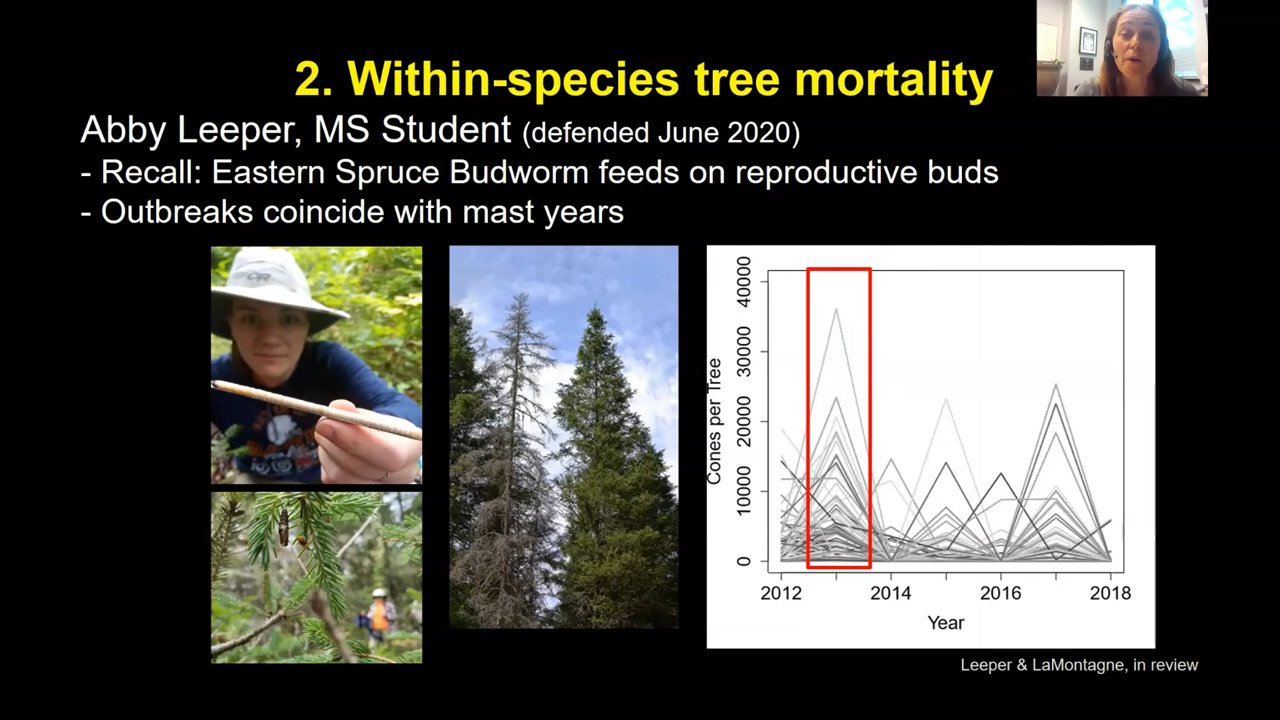 2. Within-species tree mortality
Abby Leeper, MS Student (defended June 2020)
- Recall: Eastern Spruce Budworm feeds on reproductive buds
- Outbreaks coincide with mast years
OR
Cones per Tree
40000
30000
20000
10000
0
2012 2014 2016 2018
Year
Leeper & LaMontagne, in review